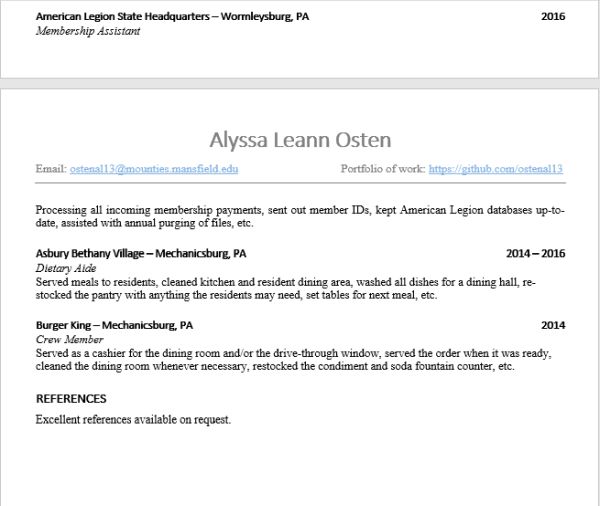 American Legion State Headquarters – Wormleysburg, PA 2016
Membership Assistant
Alyssa Leann Osten
Email: ostenal13@mounties.mansfield.edu Portfolio of work: https://github.com/ostenal13
Processing all incoming membership payments, sent out member IDs, kept American Legion databases up-to-
date, assisted with annual purging of files, etc.
Asbury Bethany Village – Mechanicsburg, PA 2014 – 2016
Dietary Aide
Served meals to residents, cleaned kitchen and resident dining area, washed all dishes for a dining hall, re-
stocked the pantry with anything the residents may need, set tables for next meal, etc.
Burger King – Mechanicsburg, PA 2014
Crew Member
Served as a cashier for the dining room and/or the drive-through window, served the order when it was ready,
cleaned the dining room whenever necessary, restocked the condiment and soda fountain counter, etc.
REFERENCES
Excellent references available on request.